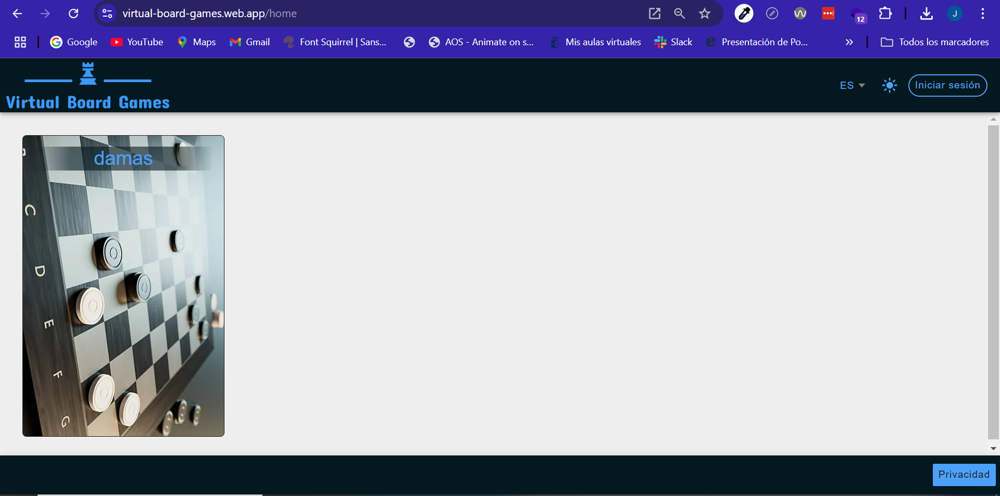 virtual-board-games.web.app/home
12
J
Google
YouTube
Maps
Gmail
Font Squirrel | Sans...
AOS - Animate on s...
Mis aulas virtuales
Slack
Presentación de Po...
Todos los marcadores
Virtual Board Games
ES
Iniciar sesión
damas
C
D
E
F
G
Privacidad